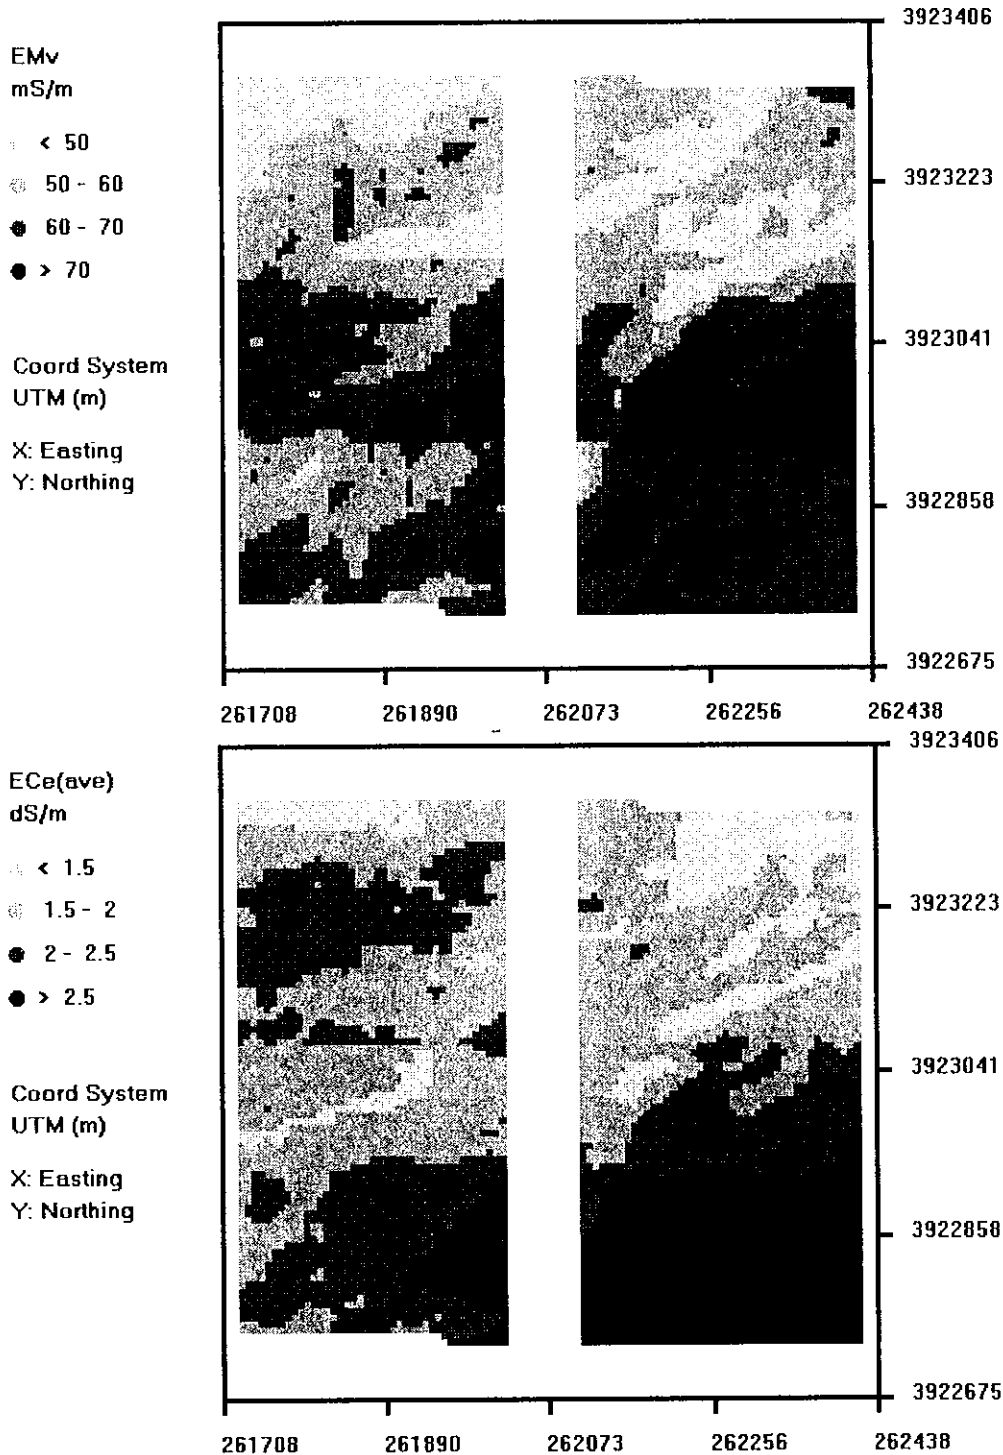 EMv
mS/m
< 50
50 - 60
60 - 70
> 70
Coord System
UTM (m)
X: Easting
Y: Northing
3923406
3923223
3923041
3922858
3922675
261708 261890 262073 262256 262438
ECe(ave)
dS/m
< 1.5
1.5 - 2
2 - 2.5
> 2.5
Coord System
UTM (m)
X: Easting
Y: Northing
3923406
3923223
3923041
3922858
3922675
261708 261890 262073 262256 262438